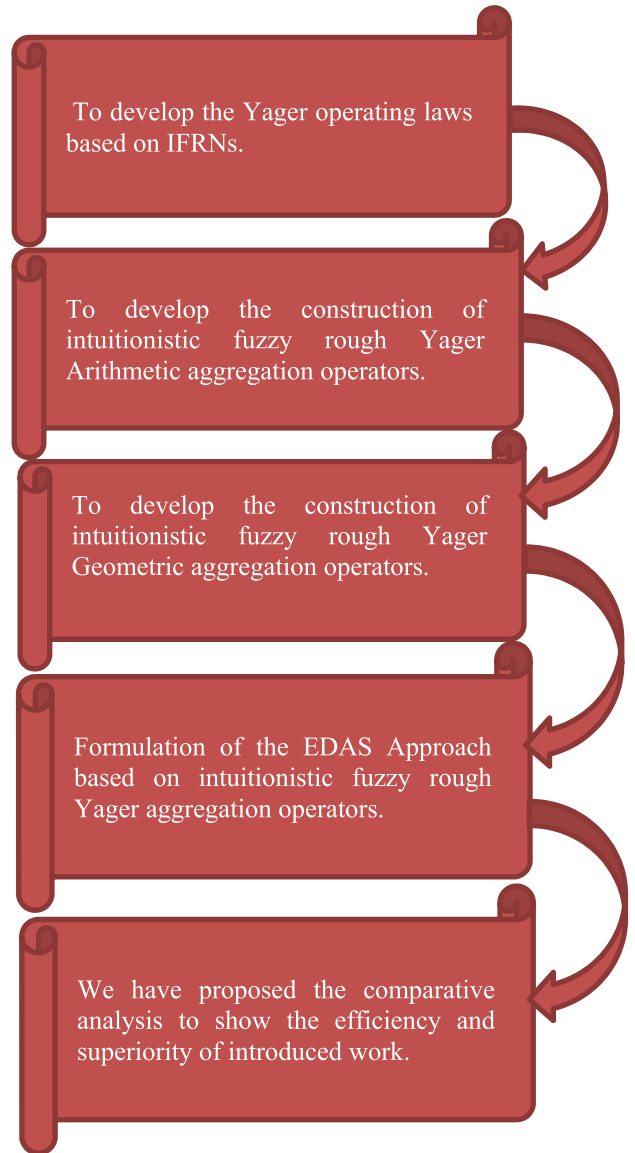 To develop the Yager operating laws
based on IFRNs.
To develop the construction of
intuitionistic fuzzy rough Yager
Arithmetic aggregation operators.
To develop the construction of
intuitionistic fuzzy rough Yager
Geometric aggregation operators.
Formulation of the EDAS Approach
based on intuitionistic fuzzy rough
Yager aggregation operators.
We have proposed the comparative
analysis to show the efficiency and
superiority of introduced work.